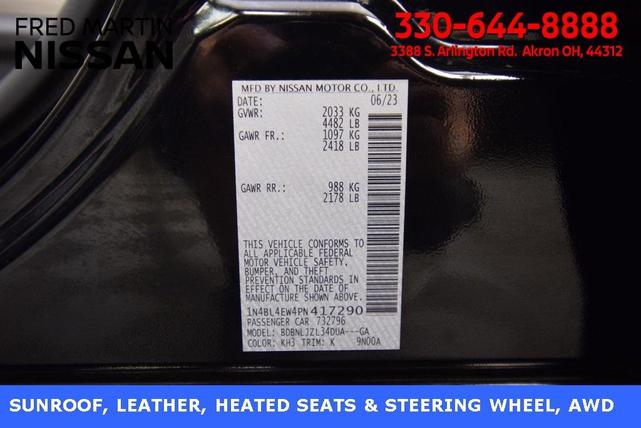 FRED MARTIN
NISSAN
330-644-8888
3388 S. Arlington Rd. Akron OH, 44312
MFD BY NISSAN MOTOR CO., LTD.
DATE: 06/23
GVWR: 2033 KG
4482 LB
GAWR FR.: 1097 KG
2418 LB
GAWR RR.: 988 KG
2178 LB
THIS VEHICLE CONFORMS TO
ALL APPLICABLE FEDERAL
MOTOR VEHICLE SAFETY,
BUMPER, AND THEFT
PREVENTION STANDARDS IN
EFFECT ON THE DATE OF
MANUFACTURE SHOWN ABOVE.
1N4BL4EW4PN417290
PASSENGER CAR 732796
MODEL: BDBNLJZL34DUA---GA
COLOR: KH3 TRIM: K 9N00A
SUNROOF, LEATHER, HEATED SEATS & STEERING WHEEL, AWD